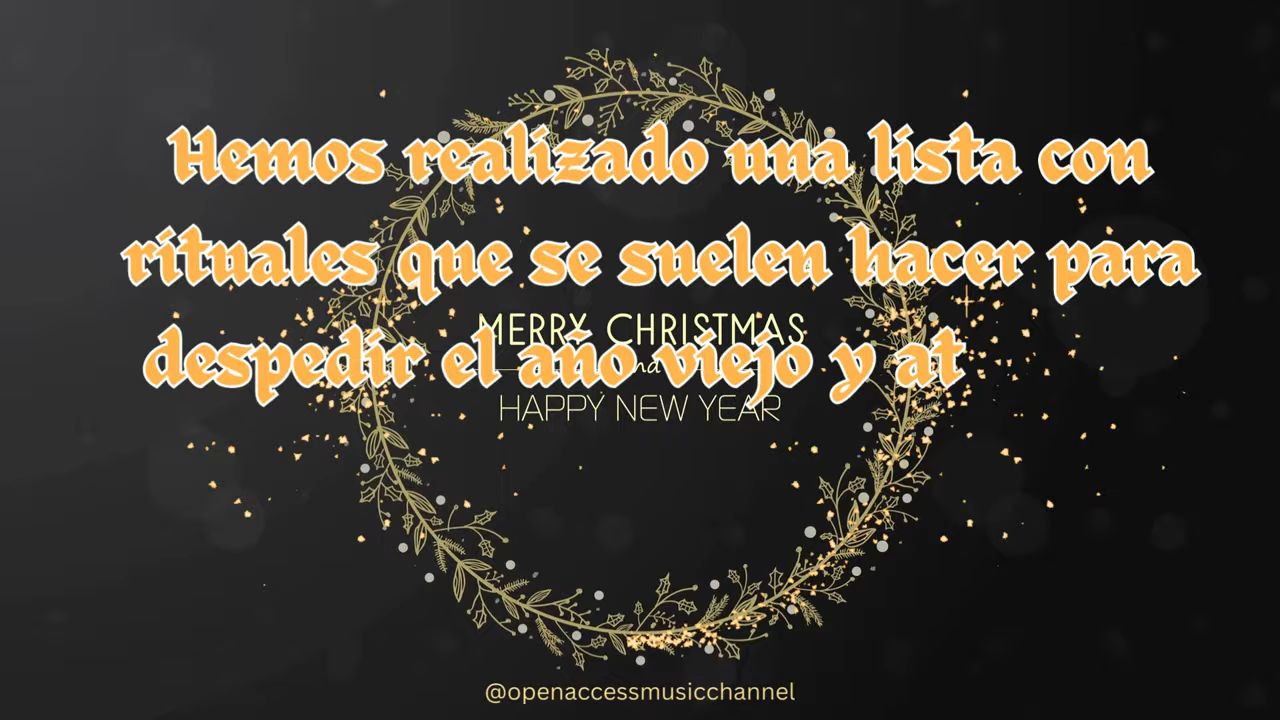 Hemos realizado una lista con
rituales que se suelen hacer para
despedir el año viejo y at
MERRY CHRISTMAS
and
HAPPY NEW YEAR
@openaccessmusicchannel